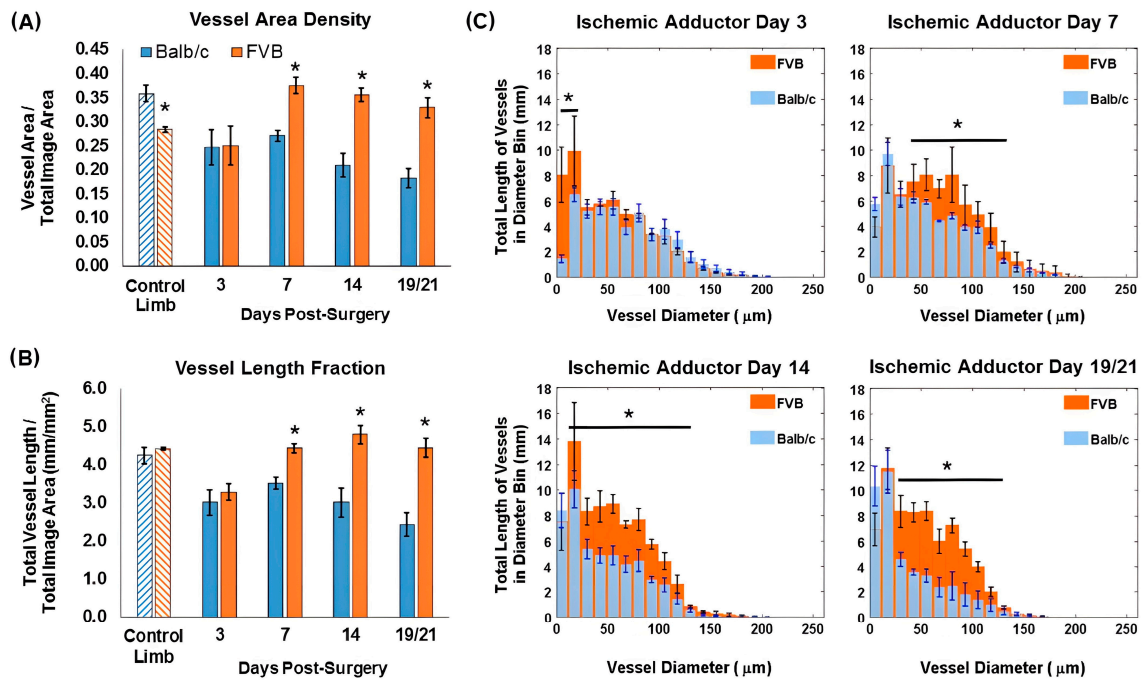 (A)
Vessel Area Density
Vessel Area /
Total Image Area
0.45
0.40
0.35
0.30
0.25
0.20
0.15
0.10
0.05
0.00
Balb/c
FVB
*
*
*
*
Control
Limb
3
7
14
19/21
Days Post-Surgery
(B)
Vessel Length Fraction
Total Vessel Length /
Total Image Area (mm/mm²)
6.0
5.0
4.0
3.0
2.0
1.0
0.0
*
*
*
Control
Limb
3
7
14
19/21
Days Post-Surgery
(C)
Ischemic Adductor Day 3
Total Length of Vessels
in Diameter Bin (mm)
18
16
14
12
10
8
6
4
2
0
FVB
Balb/c
*
0 50 100 150 200 250
Vessel Diameter ( μm)
Ischemic Adductor Day 7
18
16
14
12
10
8
6
4
2
0
FVB
Balb/c
*
0 50 100 150 200 250
Vessel Diameter ( μm)
Ischemic Adductor Day 14
Total Length of Vessels
in Diameter Bin (mm)
18
16
14
12
10
8
6
4
2
0
FVB
Balb/c
*
0 50 100 150 200 250
Vessel Diameter ( μm)
Ischemic Adductor Day 19/21
18
16
14
12
10
8
6
4
2
0
FVB
Balb/c
*
0 50 100 150 200 250
Vessel Diameter ( μm)